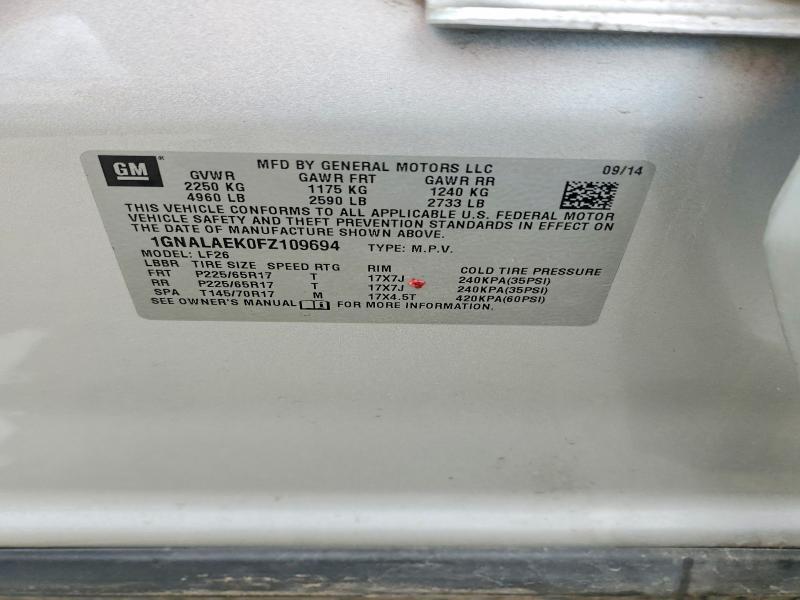 GM
MFD BY GENERAL MOTORS LLC 09/14
GVWR GAWR FRT GAWR RR
2250 KG 1175 KG 1240 KG
4960 LB 2590 LB 2733 LB
THIS VEHICLE CONFORMS TO ALL APPLICABLE U.S. FEDERAL MOTOR
VEHICLE SAFETY AND THEFT PREVENTION STANDARDS IN EFFECT ON
THE DATE OF MANUFACTURE SHOWN ABOVE.
1GNALAEK0FZ109694 TYPE: M.P.V.
MODEL: LF26
LBBR TIRE SIZE SPEED RTG RIM COLD TIRE PRESSURE
FRT P225/65R17 T 17X7J 240KPA(35PSI)
RR P225/65R17 T 17X7J 240KPA(35PSI)
SPA T145/70R17 M 17X4.5T 420KPA(60PSI)
SEE OWNER'S MANUAL FOR MORE INFORMATION.